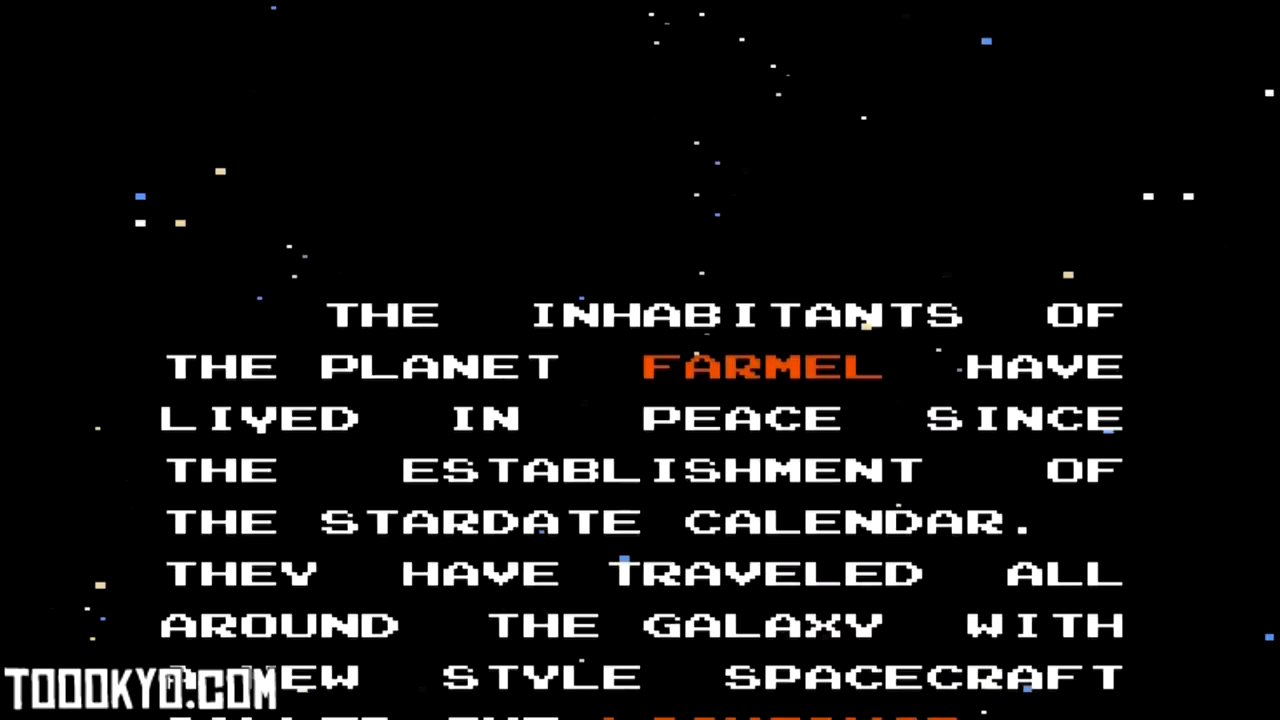 THE INHABITANTS OF
THE PLANET FARMEL HAVE
LIVED IN PEACE SINCE
THE ESTABLISHMENT OF
THE STARDATE CALENDAR.
THEY HAVE TRAVELED ALL
AROUND THE GALAXY WITH
NEW STYLE SPACECRAFT
TOOOKYO.COM